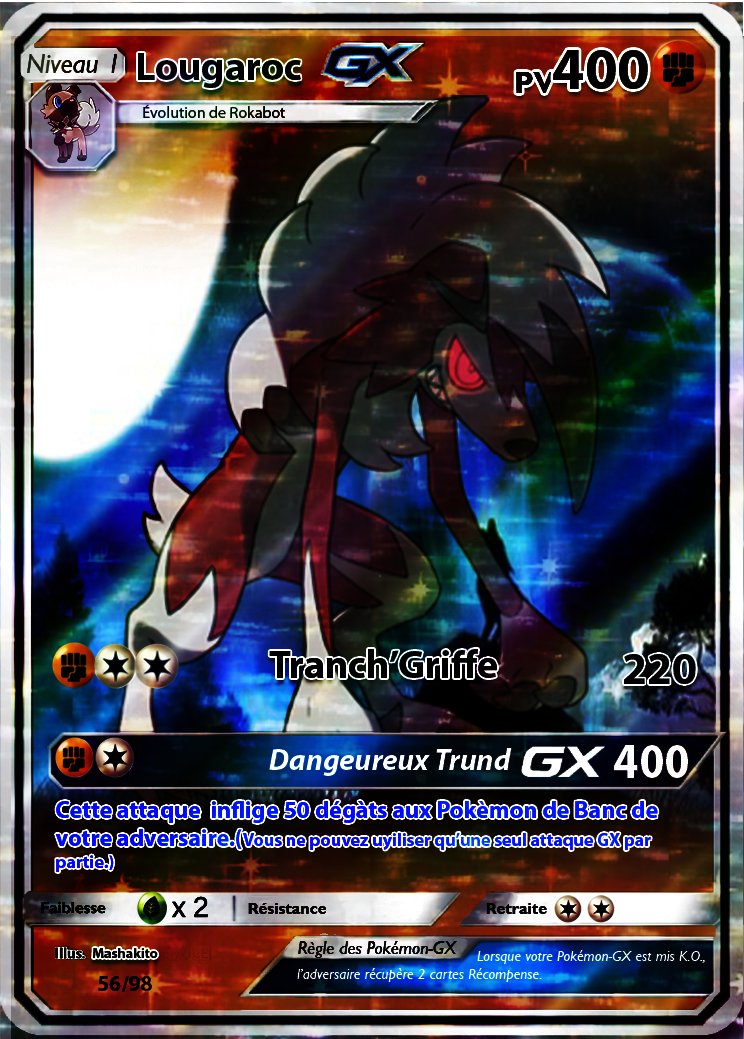 Niveau 1
Lougaroc GX
PV400
Évolution de Rokabot
Tranch'Griffe 220
Dangeureux Trund GX 400
Cette attaque inflige 50 dégàts aux Pokèmon de Banc de
votre adversaire.(Vous ne pouvez uyiliser qu'une seul attaque GX par
partie.)
Faiblesse x 2 Résistance Retraite
Illus. Mashakito
56/98
Règle des Pokémon-GX Lorsque votre Pokémon-GX est mis K.O.,
l'adversaire récupère 2 cartes Récompense.